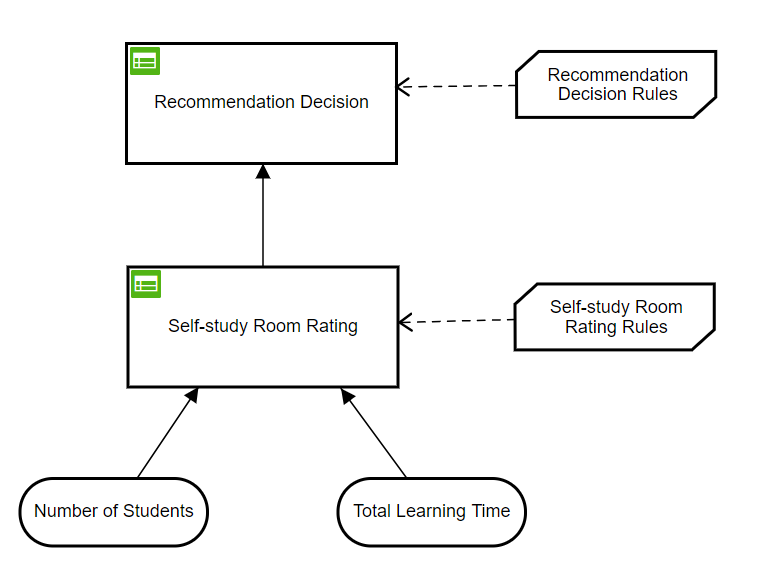 Recommendation Decision
Recommendation
Decision Rules
Self-study Room Rating
Self-study Room
Rating Rules
Number of Students
Total Learning Time